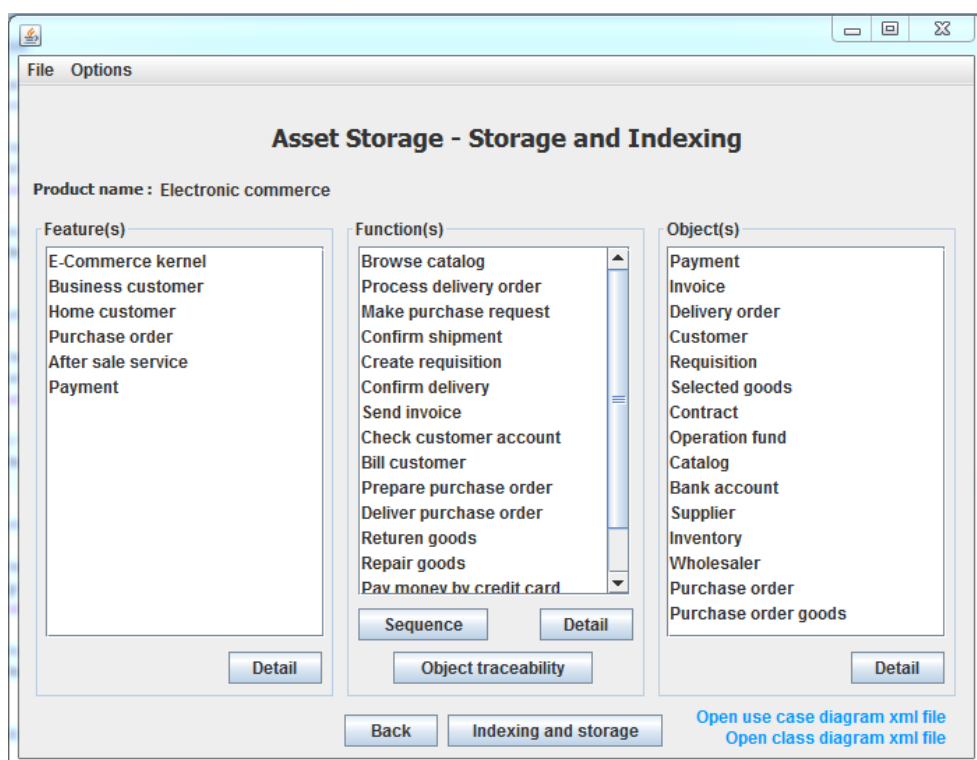 File Options
Asset Storage - Storage and Indexing
Product name : Electronic commerce
Feature(s)
E-Commerce kernel
Business customer
Home customer
Purchase order
After sale service
Payment
Detail
Function(s)
Browse catalog
Process delivery order
Make purchase request
Confirm shipment
Create requisition
Confirm delivery
Send invoice
Check customer account
Bill customer
Prepare purchase order
Deliver purchase order
Returen goods
Repair goods
Pay money by credit card
Sequence Detail
Object traceability
Object(s)
Payment
Invoice
Delivery order
Customer
Requisition
Selected goods
Contract
Operation fund
Catalog
Bank account
Supplier
Inventory
Wholesaler
Purchase order
Purchase order goods
Detail
Back Indexing and storage
Open use case diagram xml file
Open class diagram xml file